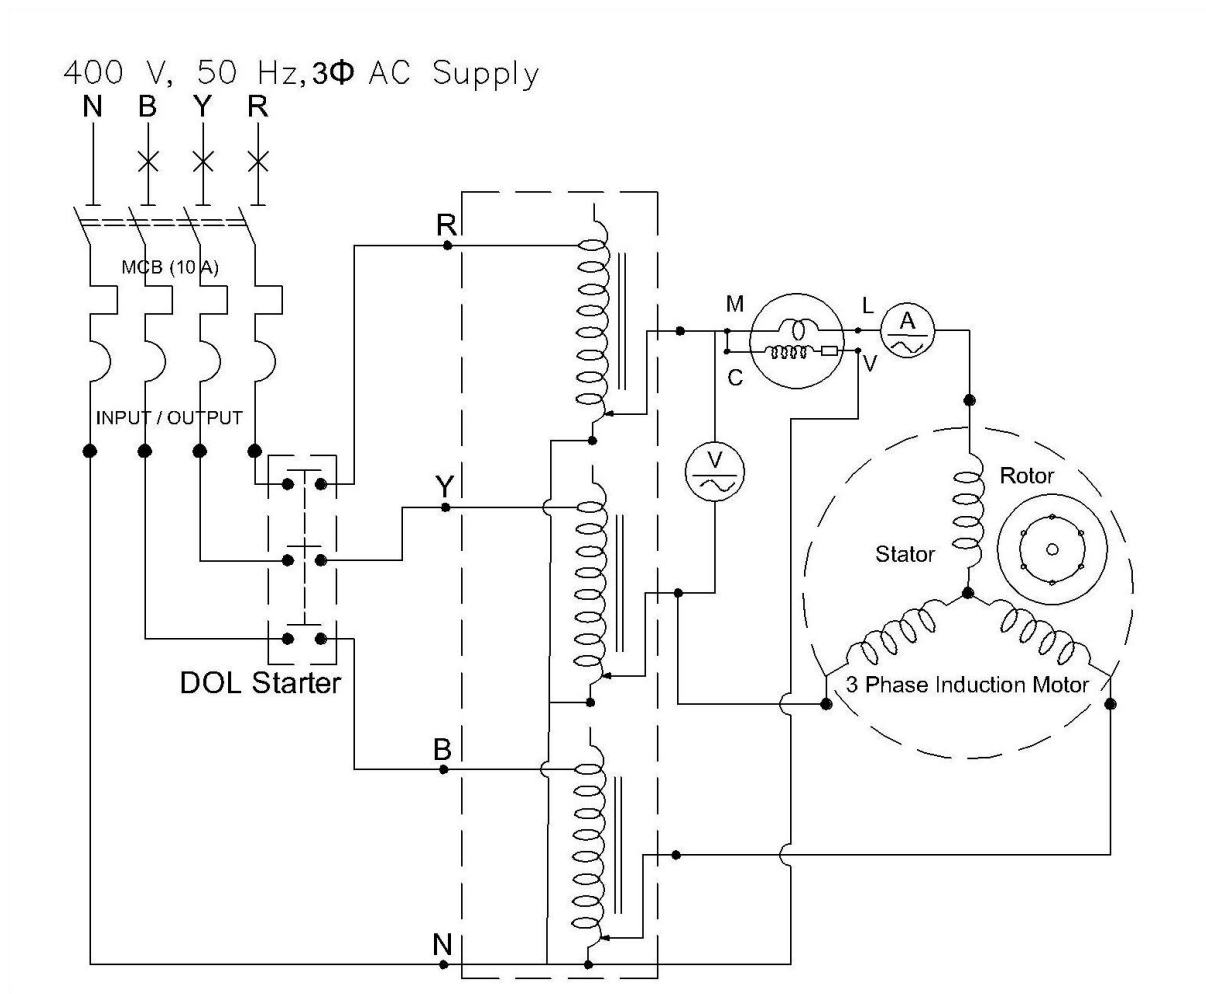 400 V, 50 Hz,3Φ AC Supply
N B Y R
MCB (10 A)
INPUT / OUTPUT
DOL Starter
R
Y
B
N
M
C
L
V
A
V
Rotor
Stator
3 Phase Induction Motor